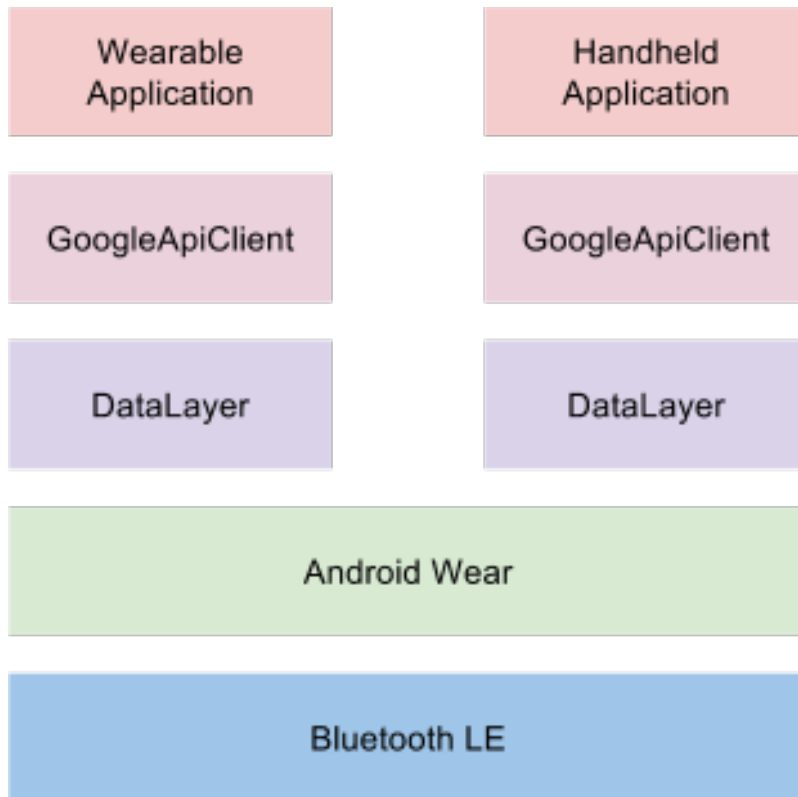 Wearable
Application
Handheld
Application
GoogleApiClient
GoogleApiClient
DataLayer
DataLayer
Android Wear
Bluetooth LE